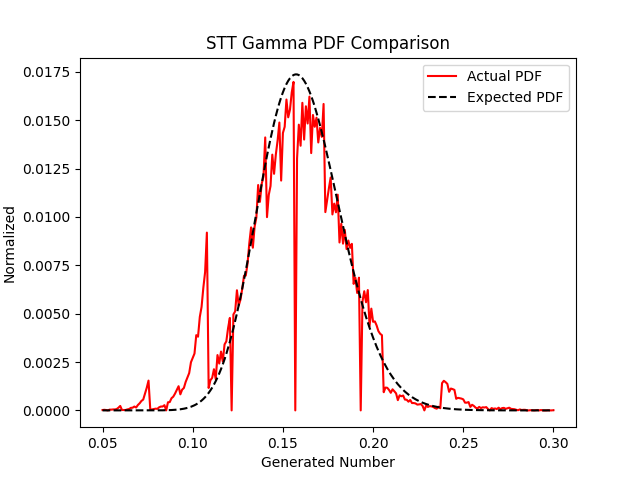 STT Gamma PDF Comparison
Actual PDF
Expected PDF
Normalized
0.0175
0.0150
0.0125
0.0100
0.0075
0.0050
0.0025
0.0000
0.05 0.10 0.15 0.20 0.25 0.30
Generated Number